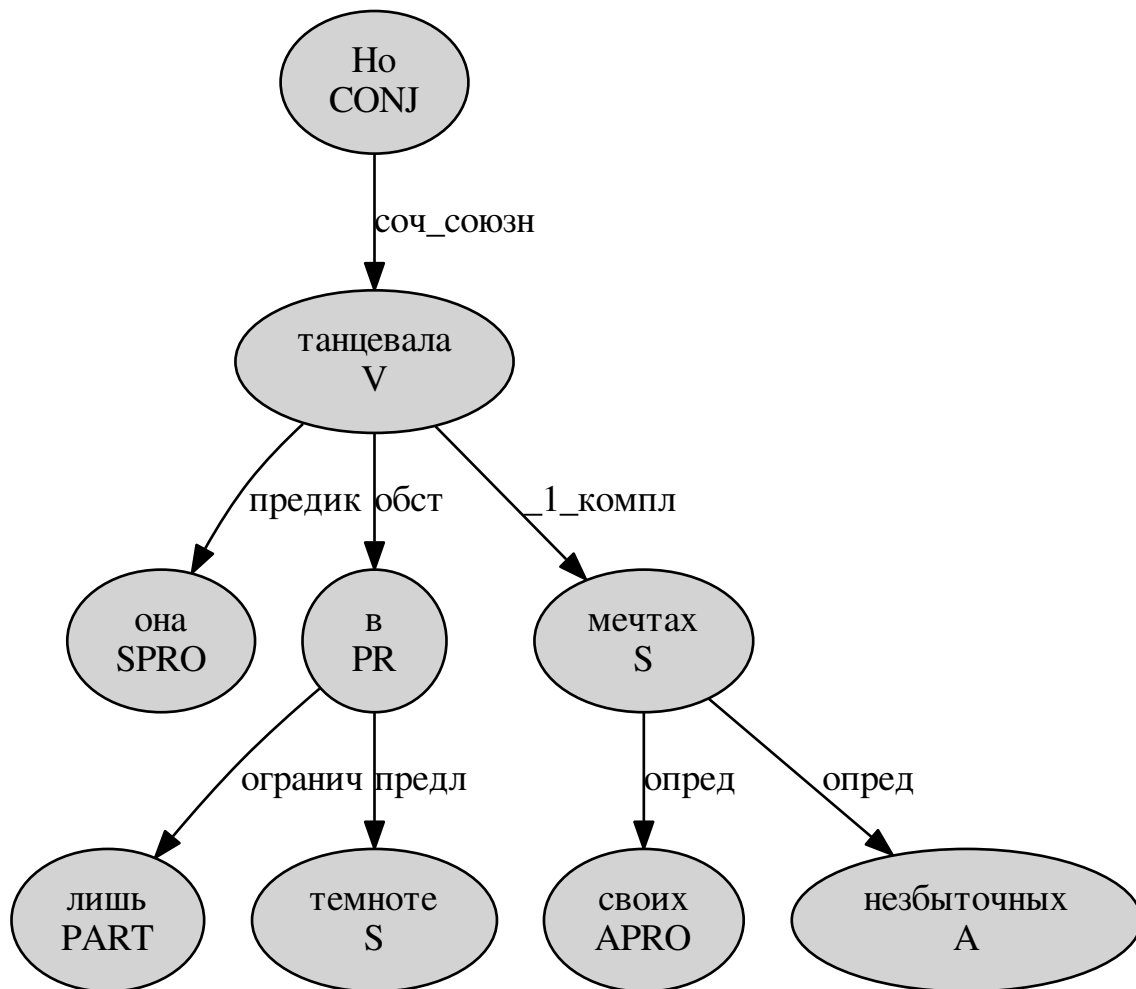 Но
CONJ
соч_союзн
танцевала
V
предик
обст
_1_компл
она
SPRO
в
PR
мечтах
S
огранич
предл
опред
опред
лишь
PART
темноте
S
своих
APRO
незбыточных
A